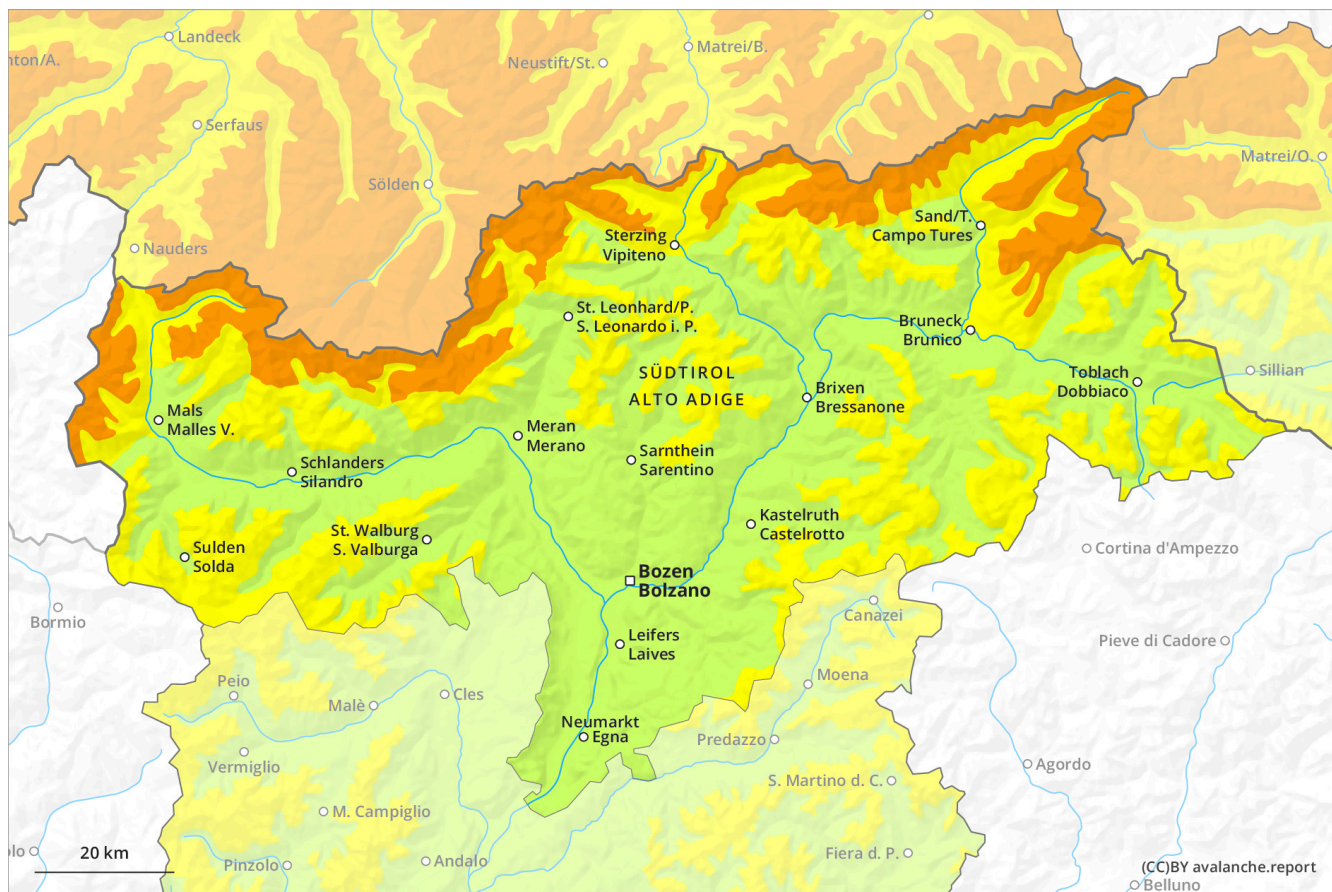 Landeck
nton/A.
Matrei/B.
Neustift/St.
Serfaus
Matrei/O.
Sölden
Sand/T.
Campo Tures
Sterzing
Vipiteno
Nauders
St. Leonhard/P.
S. Leonardo i. P.
Bruneck
Brunico
SÜDTIROL
ALTO ADIGE
Toblach
Dobbiaco
Sillian
Brixen
Bressanone
Mals
Malles V.
Meran
Merano
Sarnthein
Sarentino
Schlanders
Silandro
Kastelruth
Castelrotto
St. Walburg
S. Valburga
Sulden
Solda
Cortina d'Ampezzo
Bozen
Bolzano
Bormio
Canazei
Leifers
Laives
Pieve di Cadore
Moena
Peio
Cles
Malè
Neumarkt
Egna
Predazzo
Vermiglio
Agordo
S. Martino d. C.
M. Campiglio
olo
20 km
Pinzolo
Andalo
Fiera d. P.
(CC)BY avalanche.report
Belluno